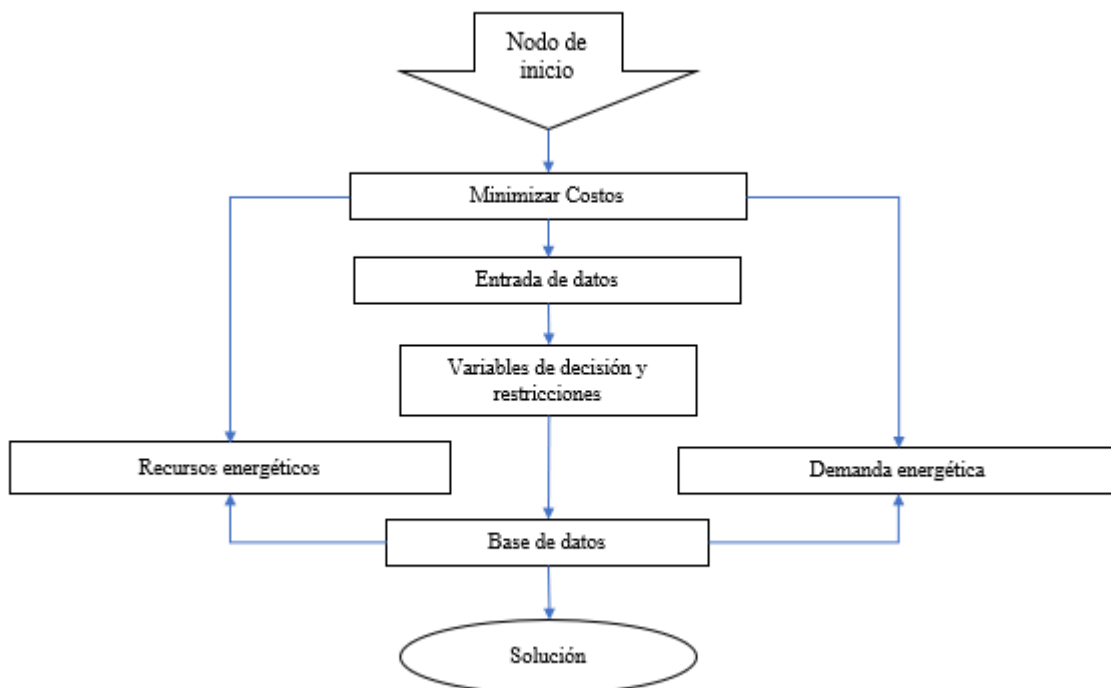 Nodo de
inicio
Minimizar Costos
Entrada de datos
Variables de decisión y
restricciones
Recursos energéticos
Demanda energética
Base de datos
Solución